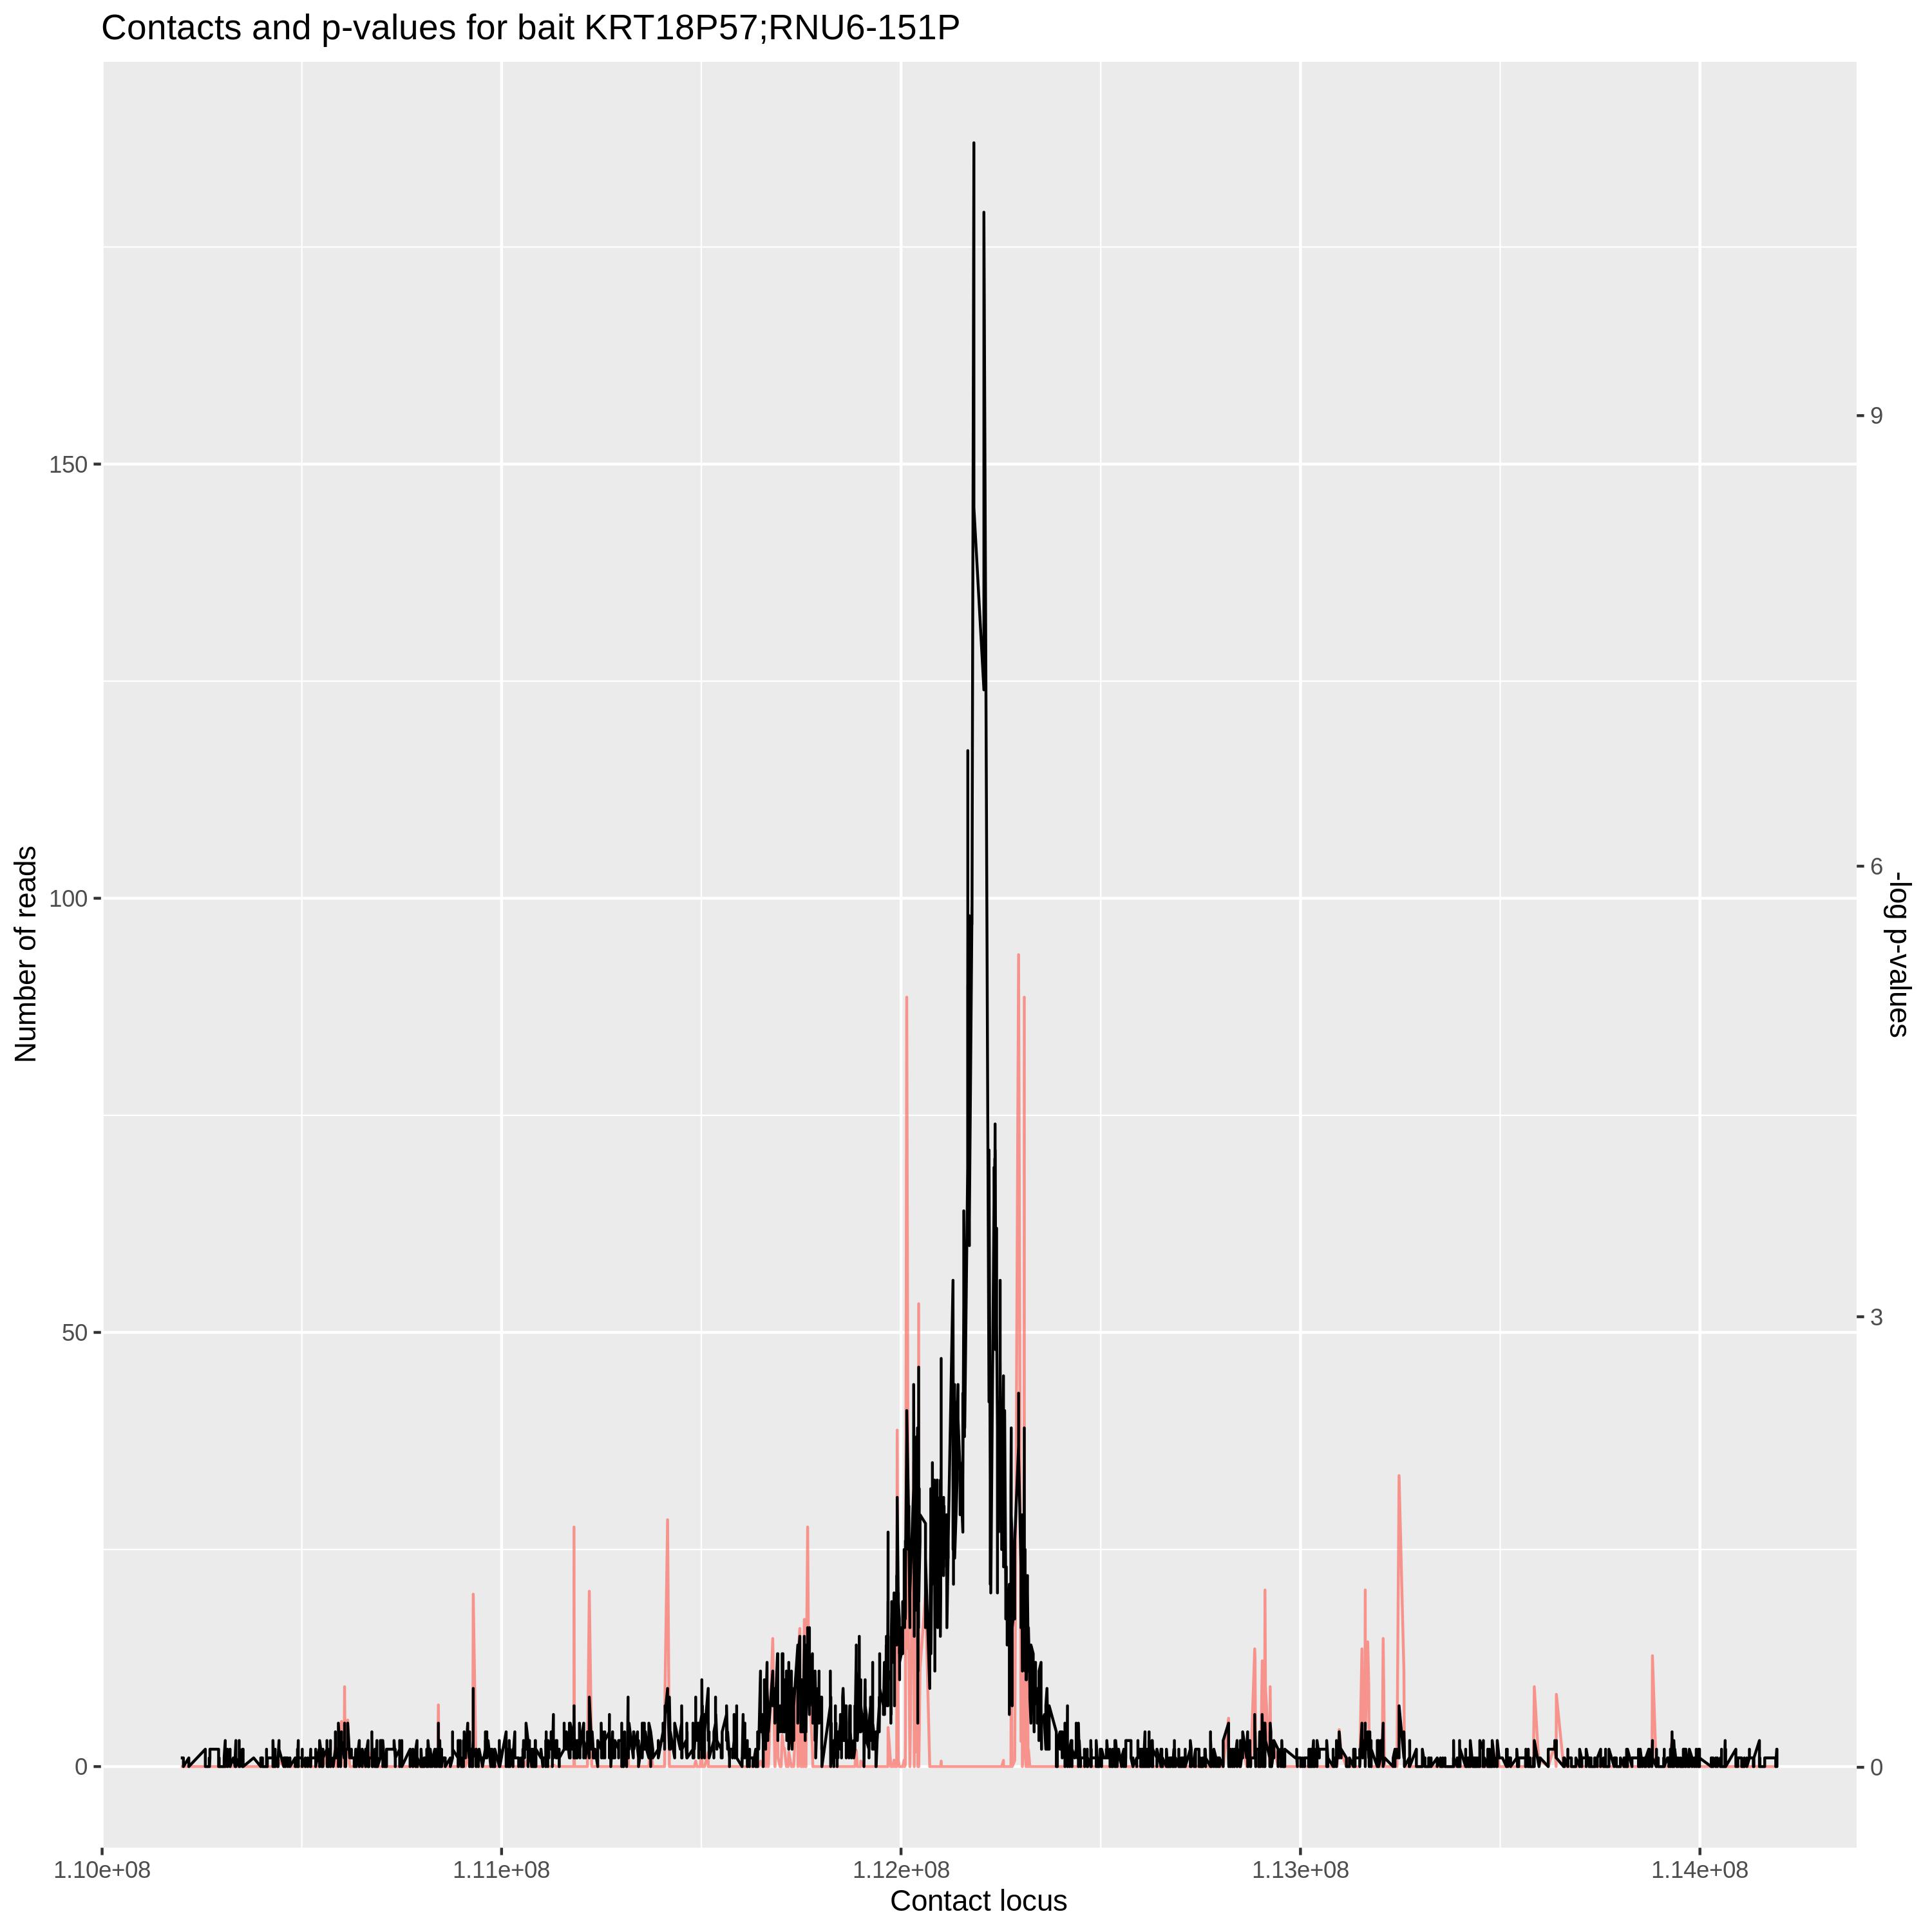 Contacts and p-values for bait KRT18P57;RNU6-151P
Number of reads
150
100
50
0
9
6
3
0
-log p-values
1.10e+08 1.11e+08 1.12e+08 1.13e+08 1.14e+08
Contact locus